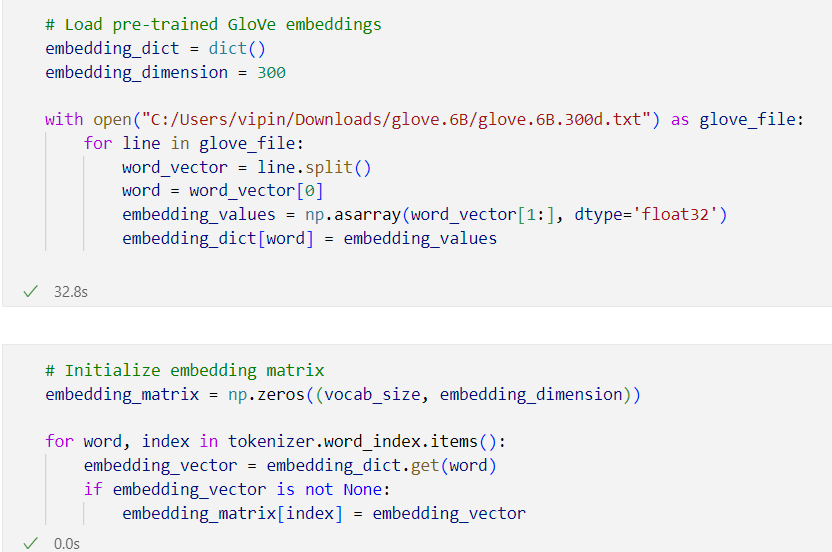 # Load pre-trained GloVe embeddings
embedding_dict = dict()
embedding_dimension = 300
with open("C:/Users/vipin/Downloads/glove.6B/glove.6B.300d.txt") as glove_file:
for line in glove_file:
word_vector = line.split()
word = word_vector[0]
embedding_values = np.asarray(word_vector[1:], dtype='float32')
embedding_dict[word] = embedding_values
32.8s
# Initialize embedding matrix
embedding_matrix = np.zeros((vocab_size, embedding_dimension))
for word, index in tokenizer.word_index.items():
embedding_vector = embedding_dict.get(word)
if embedding_vector is not None:
embedding_matrix[index] = embedding_vector
0.0s